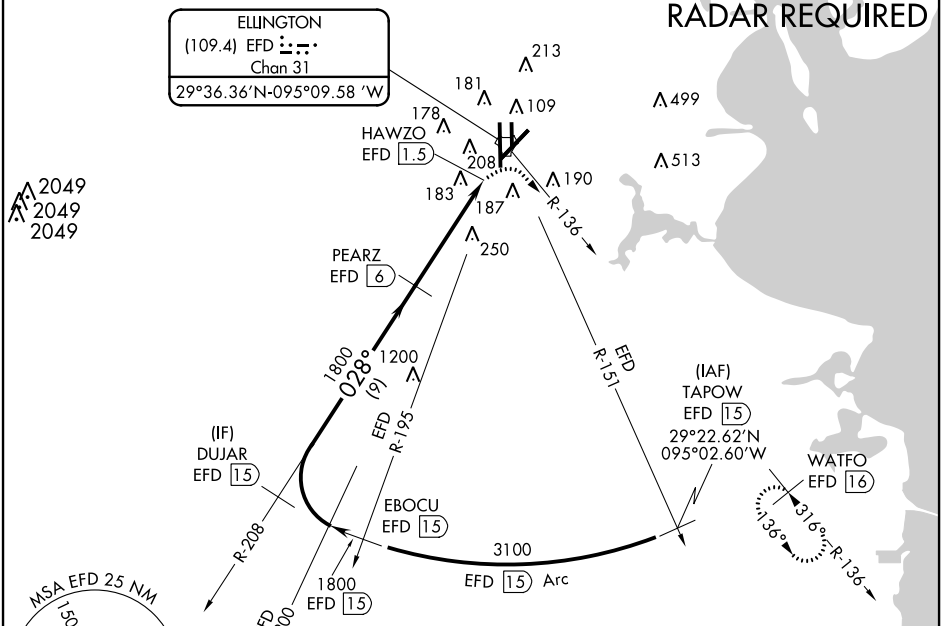 RADAR REQUIRED
ELLINGTON
(109.4) EFD
Chan 31
29°36.36'N-095°09.58 'W
213
181
109
499
178
HAWZO
EFD 1.5
208
513
183
187
190
R-136
2049
2049
2049
250
PEARZ
EFD 6
1800
028°
(9)
1200
EFD
R-195
EFD
R-151
(IAF)
TAPOW
EFD 15
29°22.62'N
095°02.60'W
(IF)
DUJAR
EFD 15
WATFO
EFD 16
EBOCU
EFD 15
136°
316°
R-136
R-208
3100
EFD 15 Arc
1800
EFD 15
MSA EFD 25 NM
150
EFD